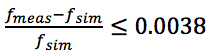 (f_meas − f_sim) / f_sim ≤ 0.0038